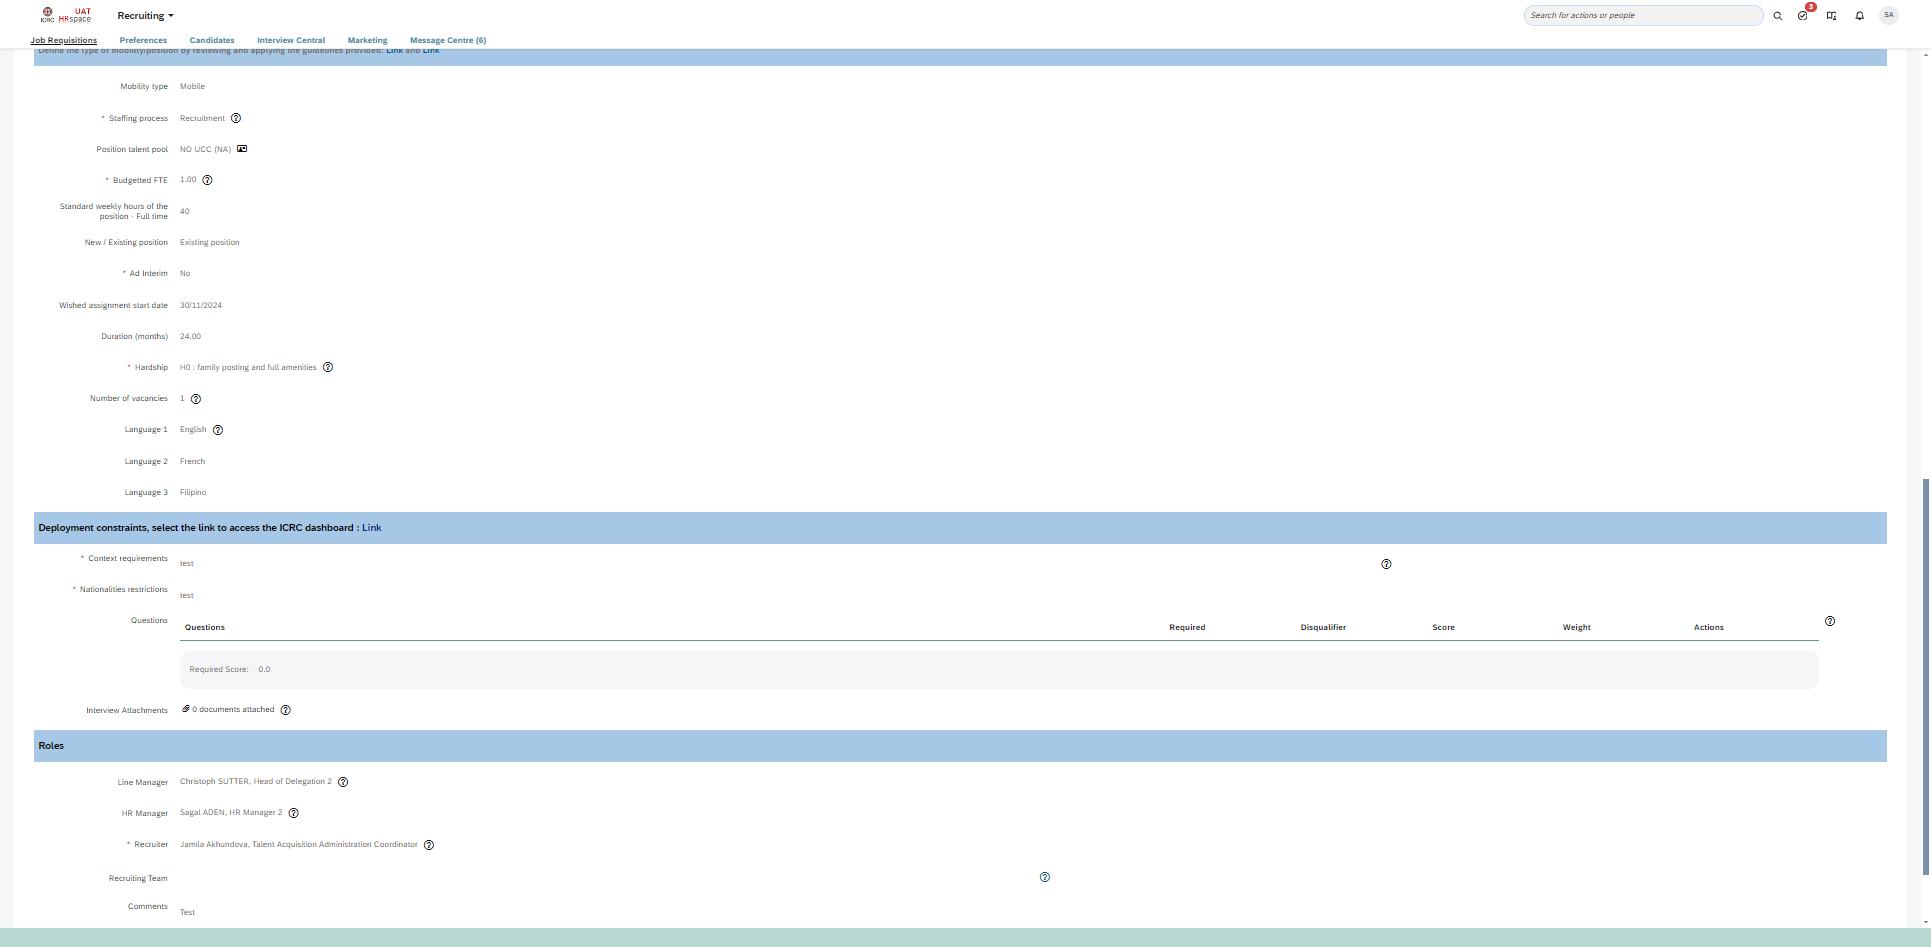 UAT
ICRC HRspace
Recruiting
Search for actions or people
3
SA
Job Requisitions Preferences Candidates Interview Central Marketing Message Centre (6)
Define the type of mobility/position by reviewing and applying the guidelines provided: Link and Link
Mobility type Mobile
* Staffing process Recruitment
Position talent pool NO UCC (NA)
* Budgetted FTE 1.00
Standard weekly hours of the
position - Full time 40
New / Existing position Existing position
* Ad Interim No
Wished assignment start date 30/11/2024
Duration (months) 24.00
* Hardship H0 : family posting and full amenities
Number of vacancies 1
Language 1 English
Language 2 French
Language 3 Filipino
Deployment constraints, select the link to access the ICRC dashboard : Link
* Context requirements test
* Nationalities restrictions test
Questions
Questions Required Disqualifier Score Weight Actions
Required Score: 0.0
Interview Attachments 0 documents attached
Roles
Line Manager Christoph SUTTER, Head of Delegation 2
HR Manager Sagal ADEN, HR Manager 2
* Recruiter Jamila Akhundova, Talent Acquisition Administration Coordinator
Recruiting Team
Comments Test